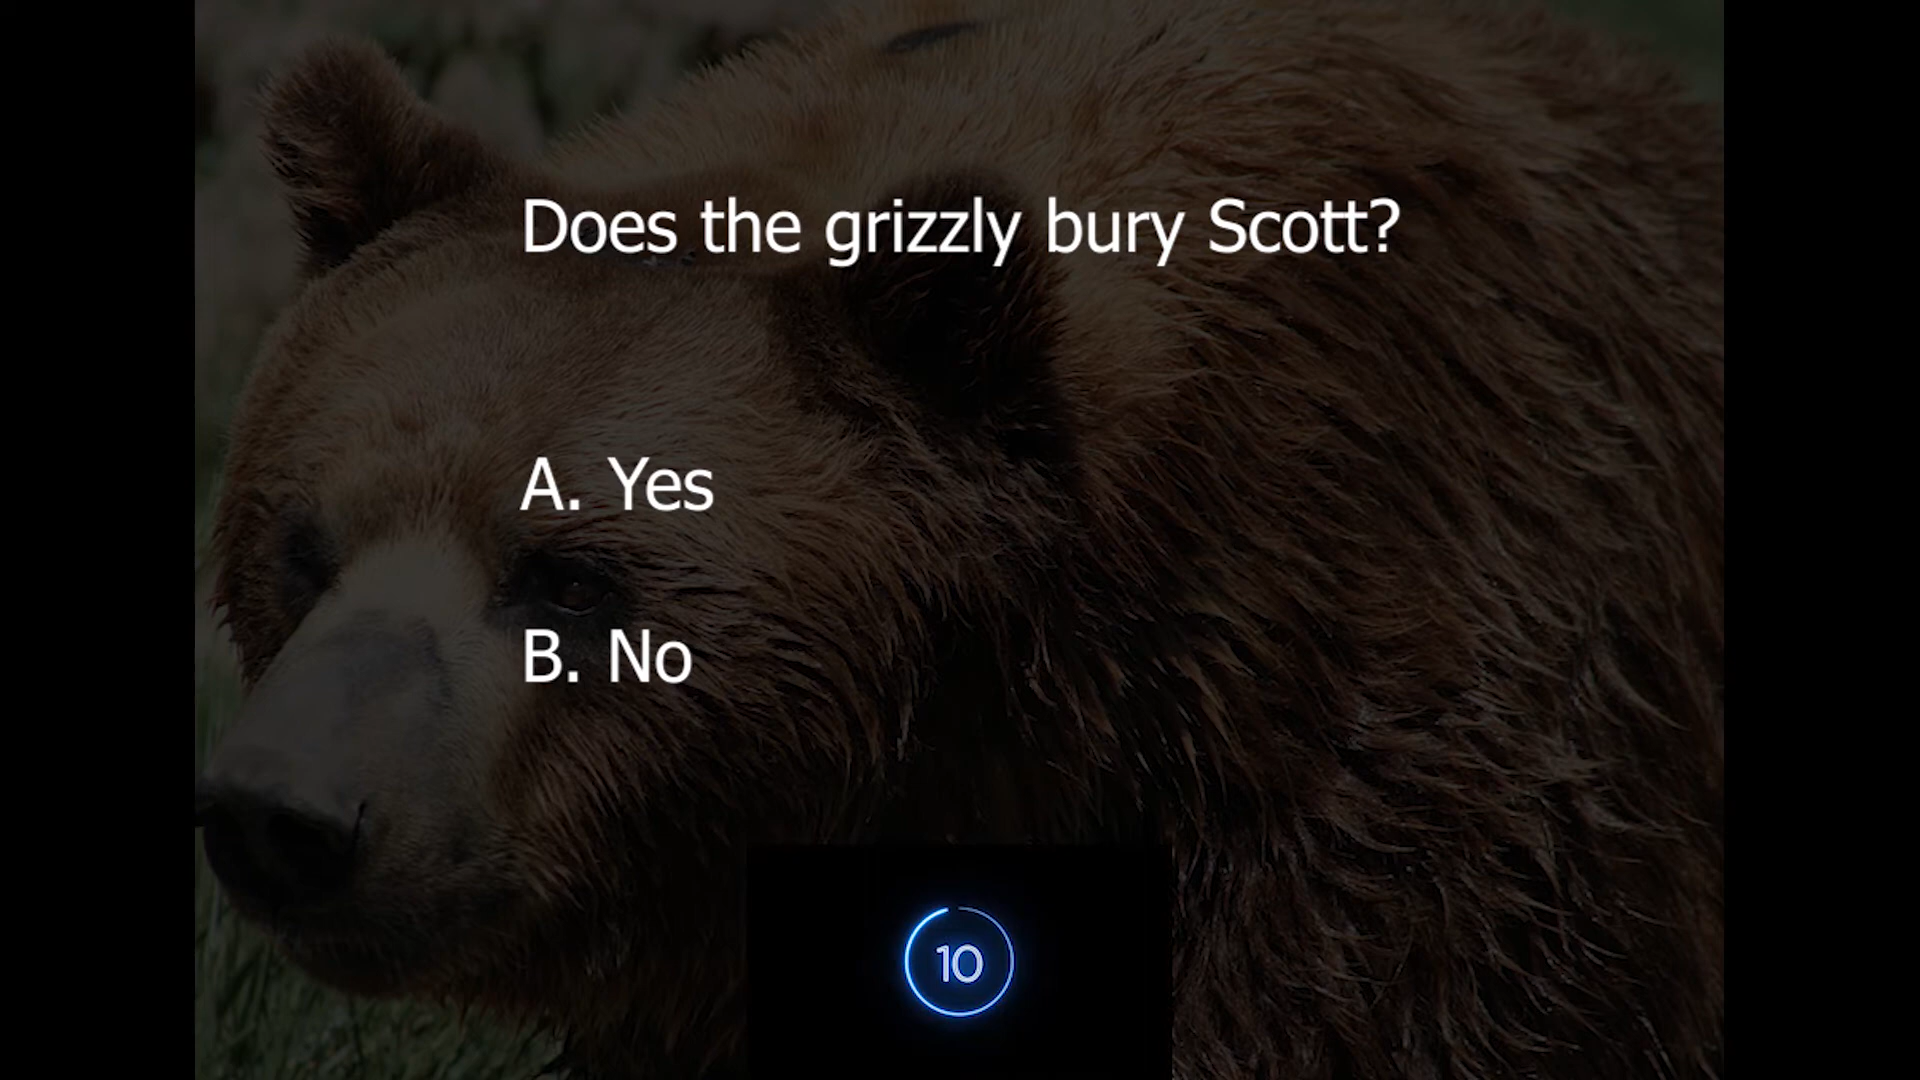 Does the grizzly bury Scott?
A. Yes
B. No
10